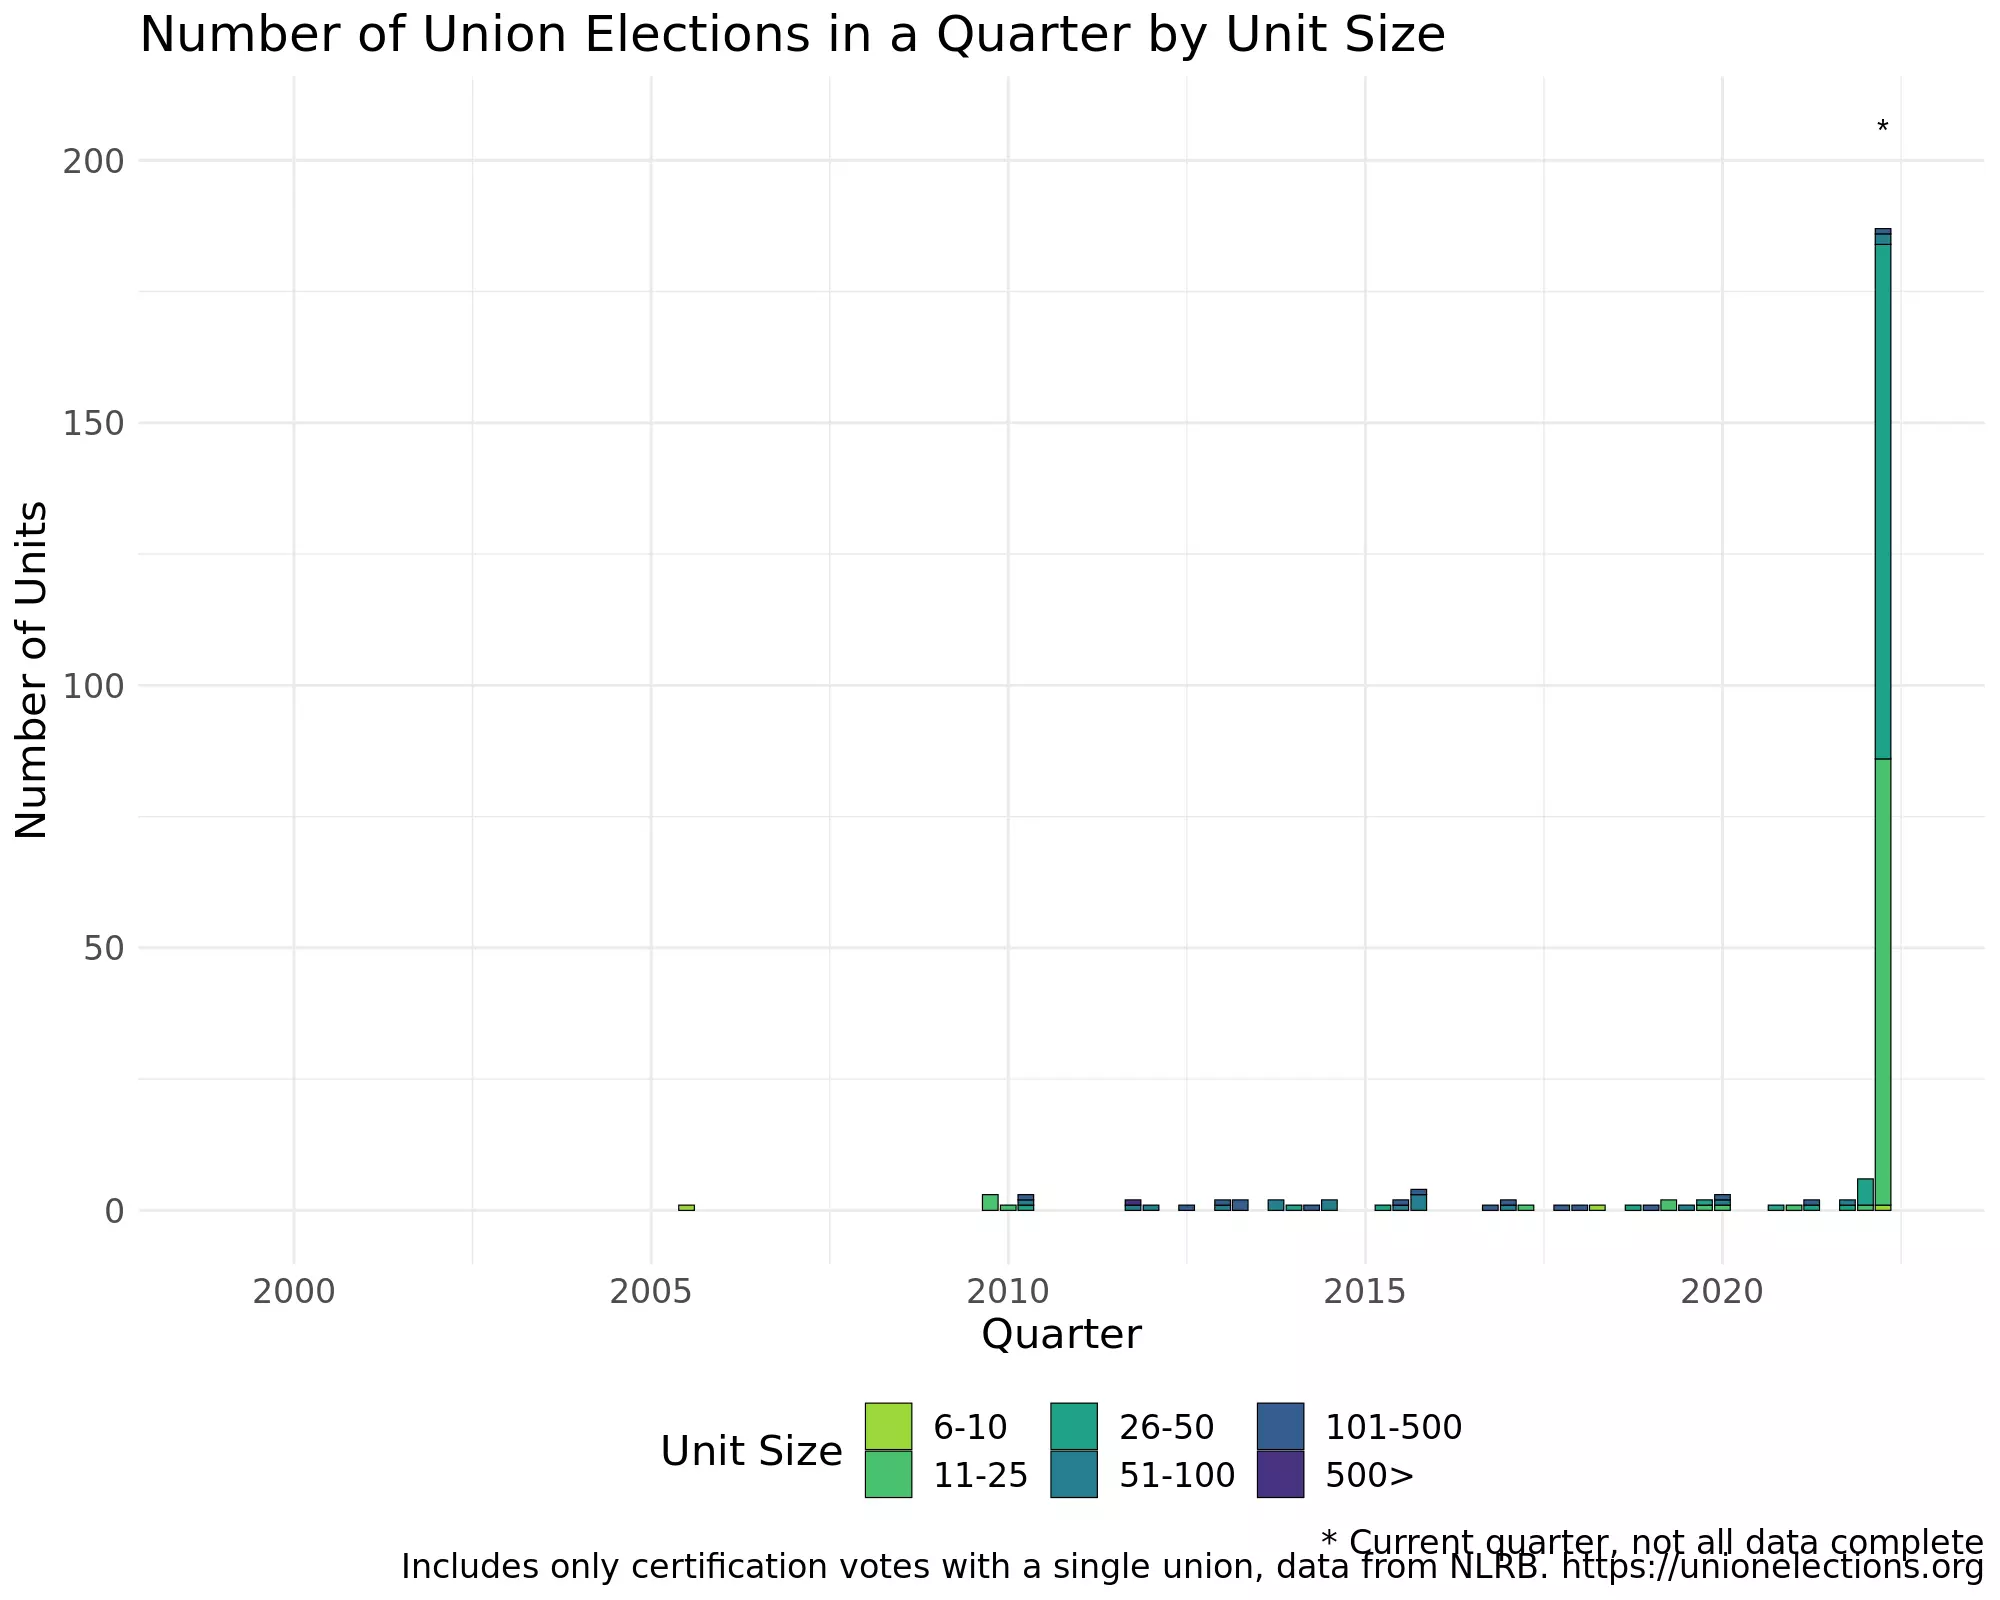 Number of Union Elections in a Quarter by Unit Size
*
200
150
100
50
0
Number of Units
2000 2005 2010 2015 2020
Quarter
Unit Size
6-10 26-50 101-500
11-25 51-100 500>
* Current quarter, not all data complete
Includes only certification votes with a single union, data from NLRB. https://unionelections.org